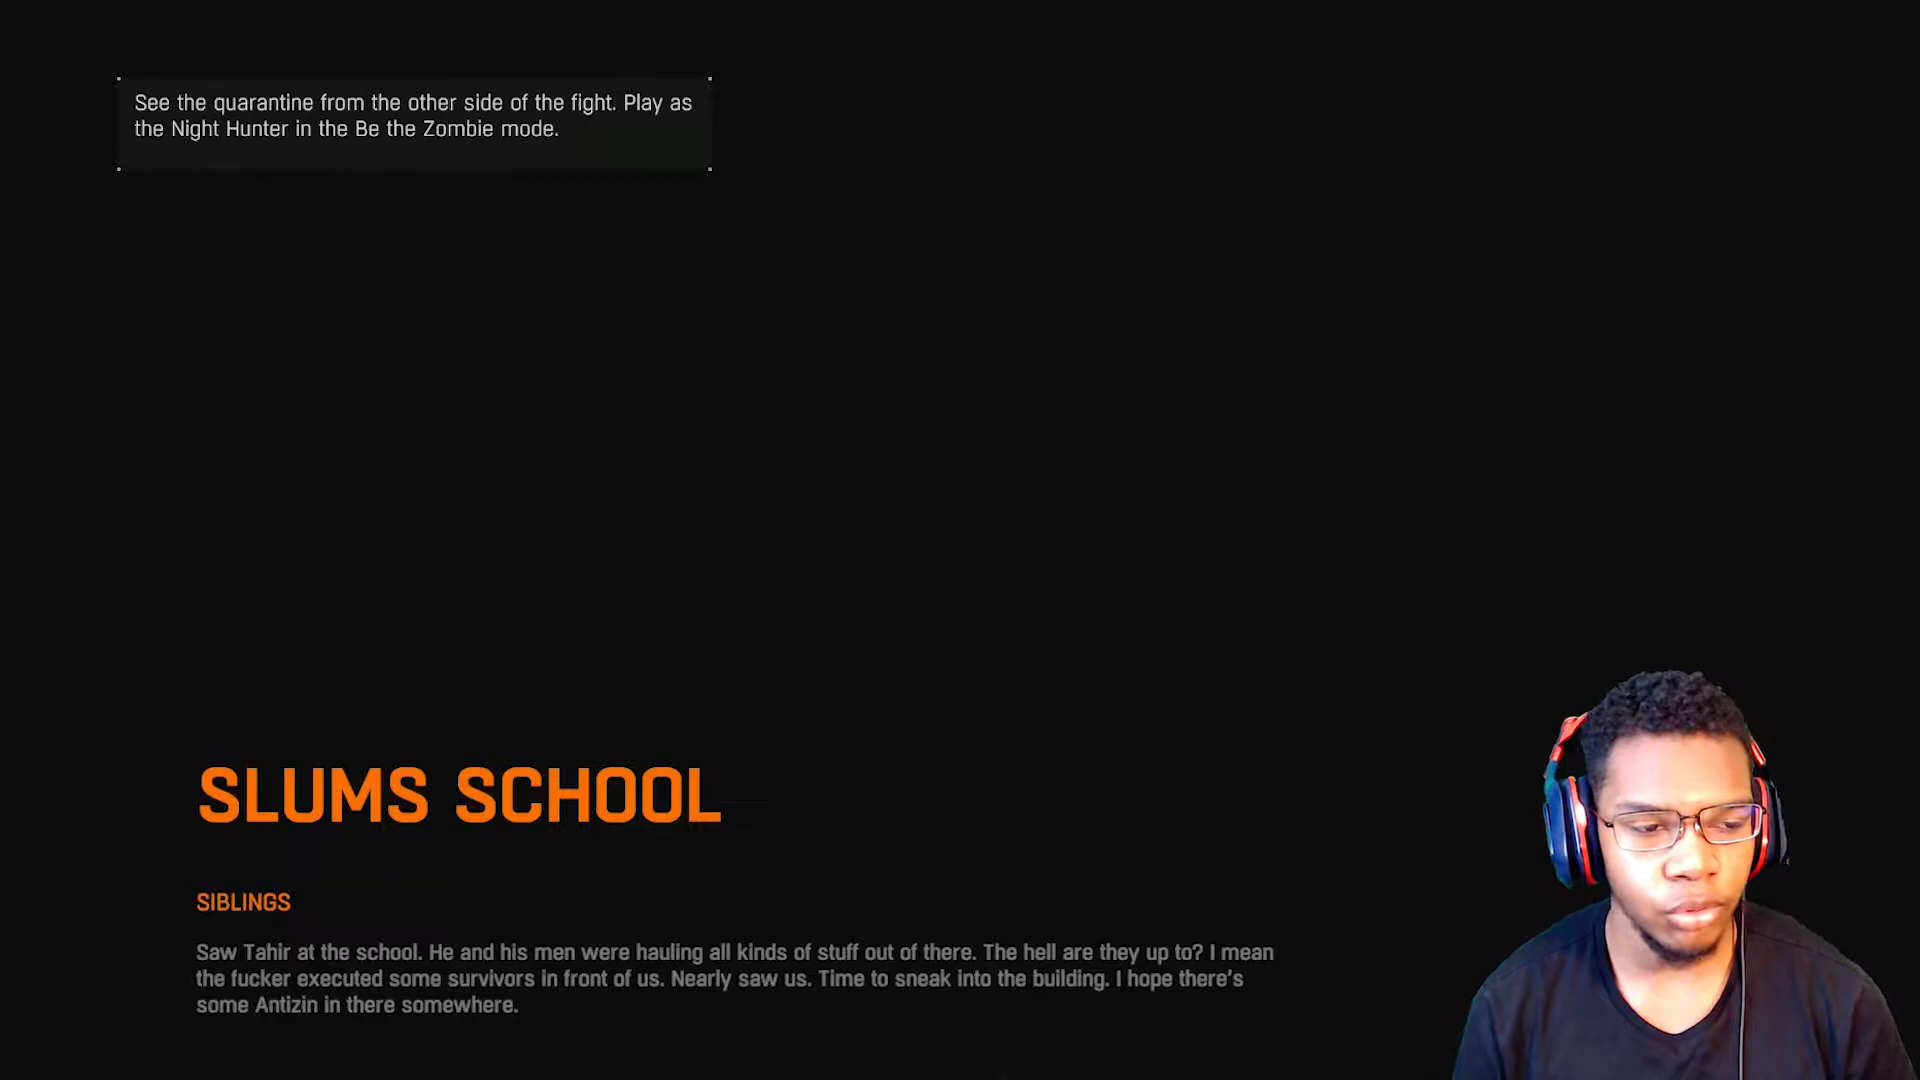 See the quarantine from the other side of the fight. Play as
the Night Hunter in the Be the Zombie mode.
SLUMS SCHOOL
SIBLINGS
Saw Tahir at the school. He and his men were hauling all kinds of stuff out of there. The hell are they up to? I mean
the fucker executed some survivors in front of us. Nearly saw us. Time to sneak into the building. I hope there's
some Antizin in there somewhere.